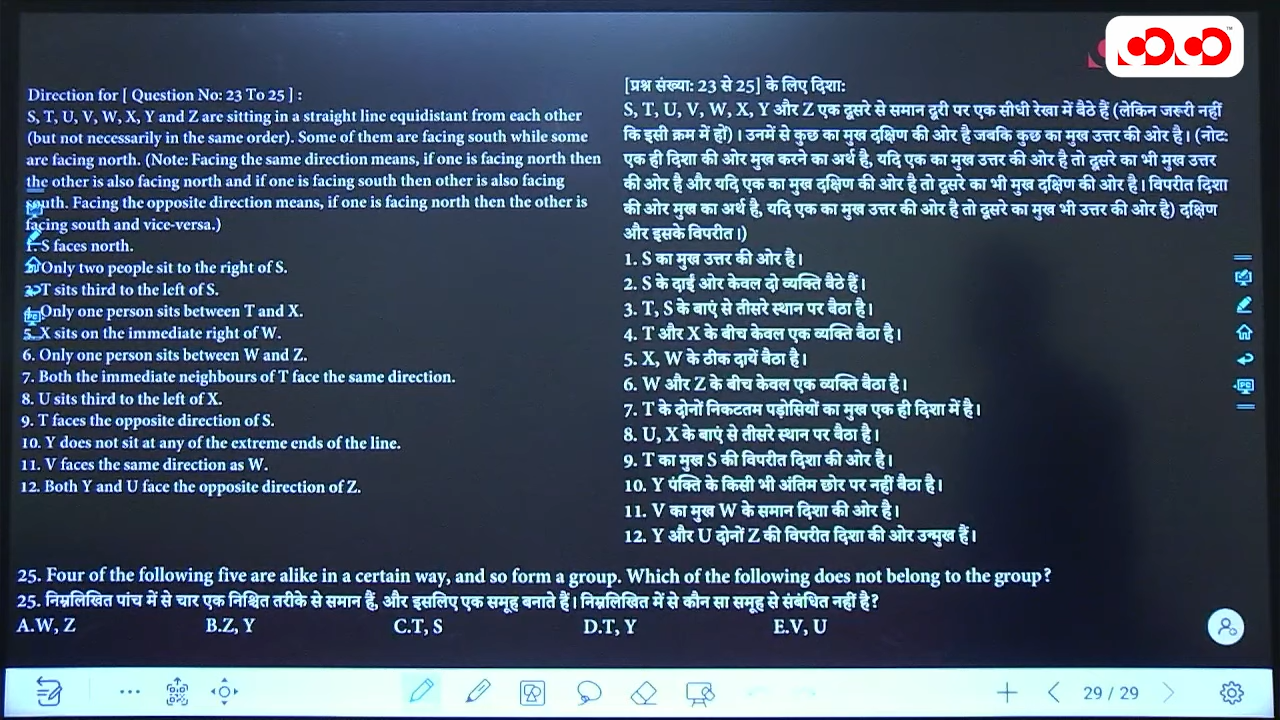 Direction for [ Question No: 23 To 25 ] :
S, T, U, V, W, X, Y and Z are sitting in a straight line equidistant from each other
(but not necessarily in the same order). Some of them are facing south while some
are facing north. (Note: Facing the same direction means, if one is facing north then
the other is also facing north and if one is facing south then other is also facing
south. Facing the opposite direction means, if one is facing north then the other is
facing south and vice-versa.)
1. S faces north.
Only two people sit to the right of S.
T sits third to the left of S.
Only one person sits between T and X.
5. X sits on the immediate right of W.
6. Only one person sits between W and Z.
7. Both the immediate neighbours of T face the same direction.
8. U sits third to the left of X.
9. T faces the opposite direction of S.
10. Y does not sit at any of the extreme ends of the line.
11. V faces the same direction as W.
12. Both Y and U face the opposite direction of Z.
[प्रश्न संख्या: 23 से 25] के लिए दिशा:
S, T, U, V, W, X, Y और Z एक दूसरे से समान दूरी पर एक सीधी रेखा में बैठे हैं (लेकिन जरूरी नहीं
कि इसी क्रम में हों)। उनमें से कुछ का मुख दक्षिण की ओर है जबकि कुछ का मुख उत्तर की ओर है। (नोट:
एक ही दिशा की ओर मुख करने का अर्थ है, यदि एक का मुख उत्तर की ओर है तो दूसरे का भी मुख उत्तर
की ओर है और यदि एक का मुख दक्षिण की ओर है तो दूसरे का भी मुख दक्षिण की ओर है। विपरीत दिशा
की ओर मुख का अर्थ है, यदि एक का मुख उत्तर की ओर है तो दूसरे का मुख भी उत्तर की ओर है) दक्षिण
और इसके विपरीत।)
1. S का मुख उत्तर की ओर है।
2. S के दाईं ओर केवल दो व्यक्ति बैठे हैं।
3. T, S के बाएं से तीसरे स्थान पर बैठा है।
4. T और X के बीच केवल एक व्यक्ति बैठा है।
5. X, W के ठीक दायें बैठा है।
6. W और Z के बीच केवल एक व्यक्ति बैठा है।
7. T के दोनों निकटतम पड़ोसियों का मुख एक ही दिशा में है।
8. U, X के बाएं से तीसरे स्थान पर बैठा है।
9. T का मुख S की विपरीत दिशा की ओर है।
10. Y पंक्ति के किसी भी अंतिम छोर पर नहीं बैठा है।
11. V का मुख W के समान दिशा की ओर है।
12. Y और U दोनों Z की विपरीत दिशा की ओर उन्मुख हैं।
25. Four of the following five are alike in a certain way, and so form a group. Which of the following does not belong to the group?
25. निम्नलिखित पांच में से चार एक निश्चित तरीके से समान हैं, और इसलिए एक समूह बनाते हैं। निम्नलिखित में से कौन सा समूह से संबंधित नहीं है?
A.W, Z B.Z, Y C.T, S D.T, Y E.V, U
29 / 29